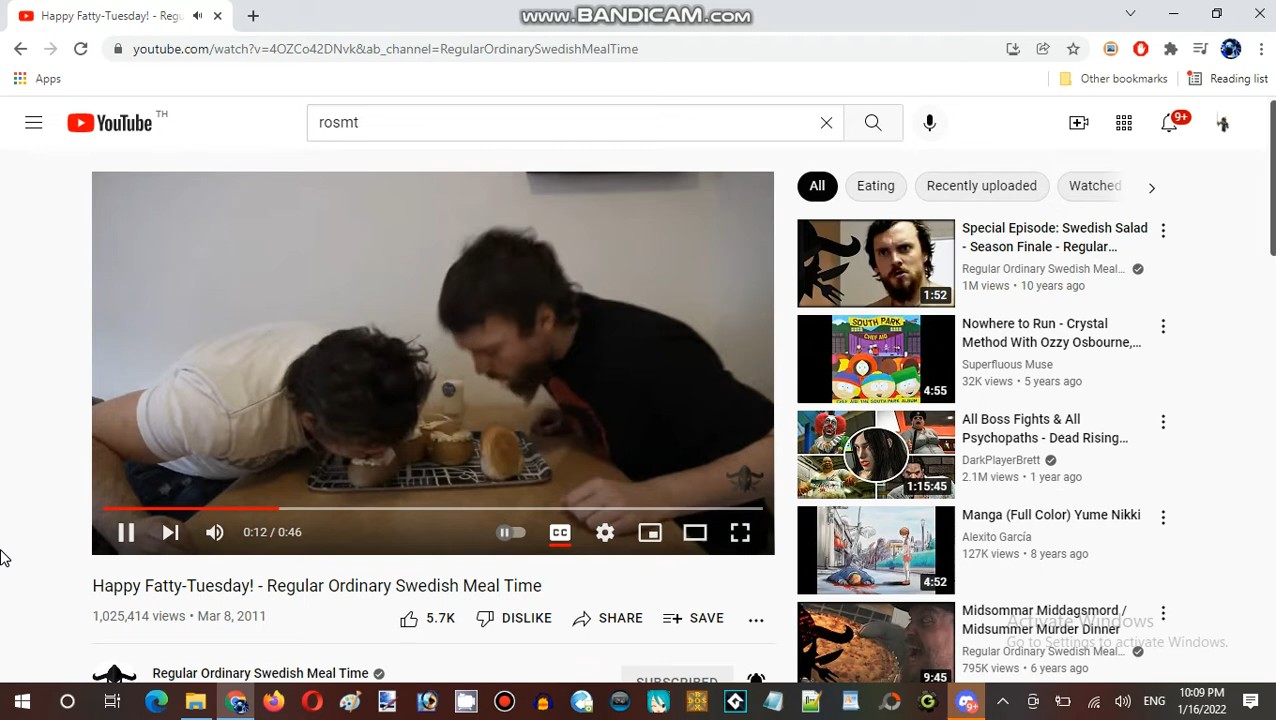 www.BANDICAM.com
Happy Fatty-Tuesday! - Regu
youtube.com/watch?v=4OZCo42DNvk&ab_channel=RegularOrdinarySwedishMealTime
Apps
Other bookmarks
Reading list
YouTube TH
rosmt
9+
All
Eating
Recently uploaded
Watched
Special Episode: Swedish Salad
- Season Finale - Regular...
Regular Ordinary Swedish Meal...
1M views • 10 years ago
1:52
SOUTH PARK
CHEF AID
Nowhere to Run - Crystal
Method With Ozzy Osbourne,...
Superfluous Muse
32K views • 5 years ago
4:55
All Boss Fights & All
Psychopaths - Dead Rising...
DarkPlayerBrett
2.1M views • 1 year ago
1:15:45
Manga (Full Color) Yume Nikki
Alexito García
127K views • 8 years ago
4:52
Midsommar Middagsmord /
Midsummer Murder Dinner
Regular Ordinary Swedish Meal...
795K views • 6 years ago
9:45
0:12 / 0:46
CC
Happy Fatty-Tuesday! - Regular Ordinary Swedish Meal Time
1,025,414 views • Mar 8, 2011
5.7K
DISLIKE
SHARE
SAVE
Regular Ordinary Swedish Meal Time
SUBSCRIBED
Activate Windows
Go to Settings to activate Windows.
9+
ENG
10:09 PM
1/16/2022